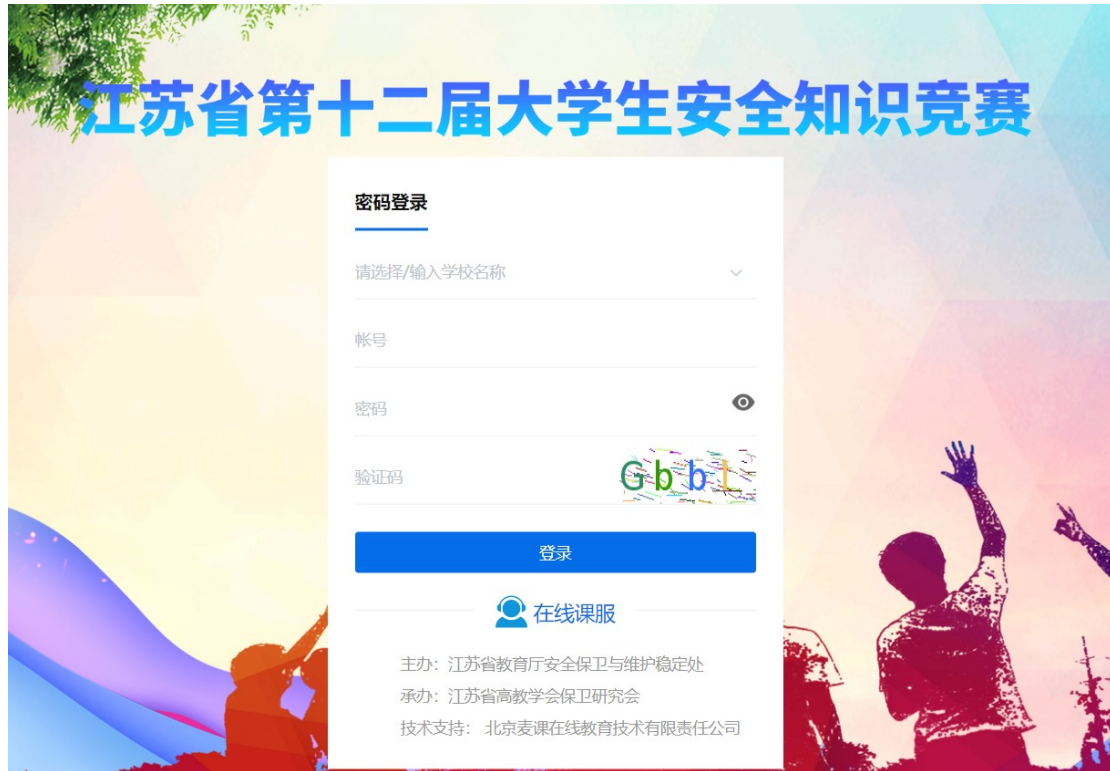 江苏省第十二届大学生安全知识竞赛
密码登录
请选择/输入学校名称
帐号
密码
验证码
GbbL
登录
在线课服
主办：江苏省教育厅安全保卫与维护稳定处
承办：江苏省高教学会保卫研究会
技术支持： 北京麦课在线教育技术有限责任公司